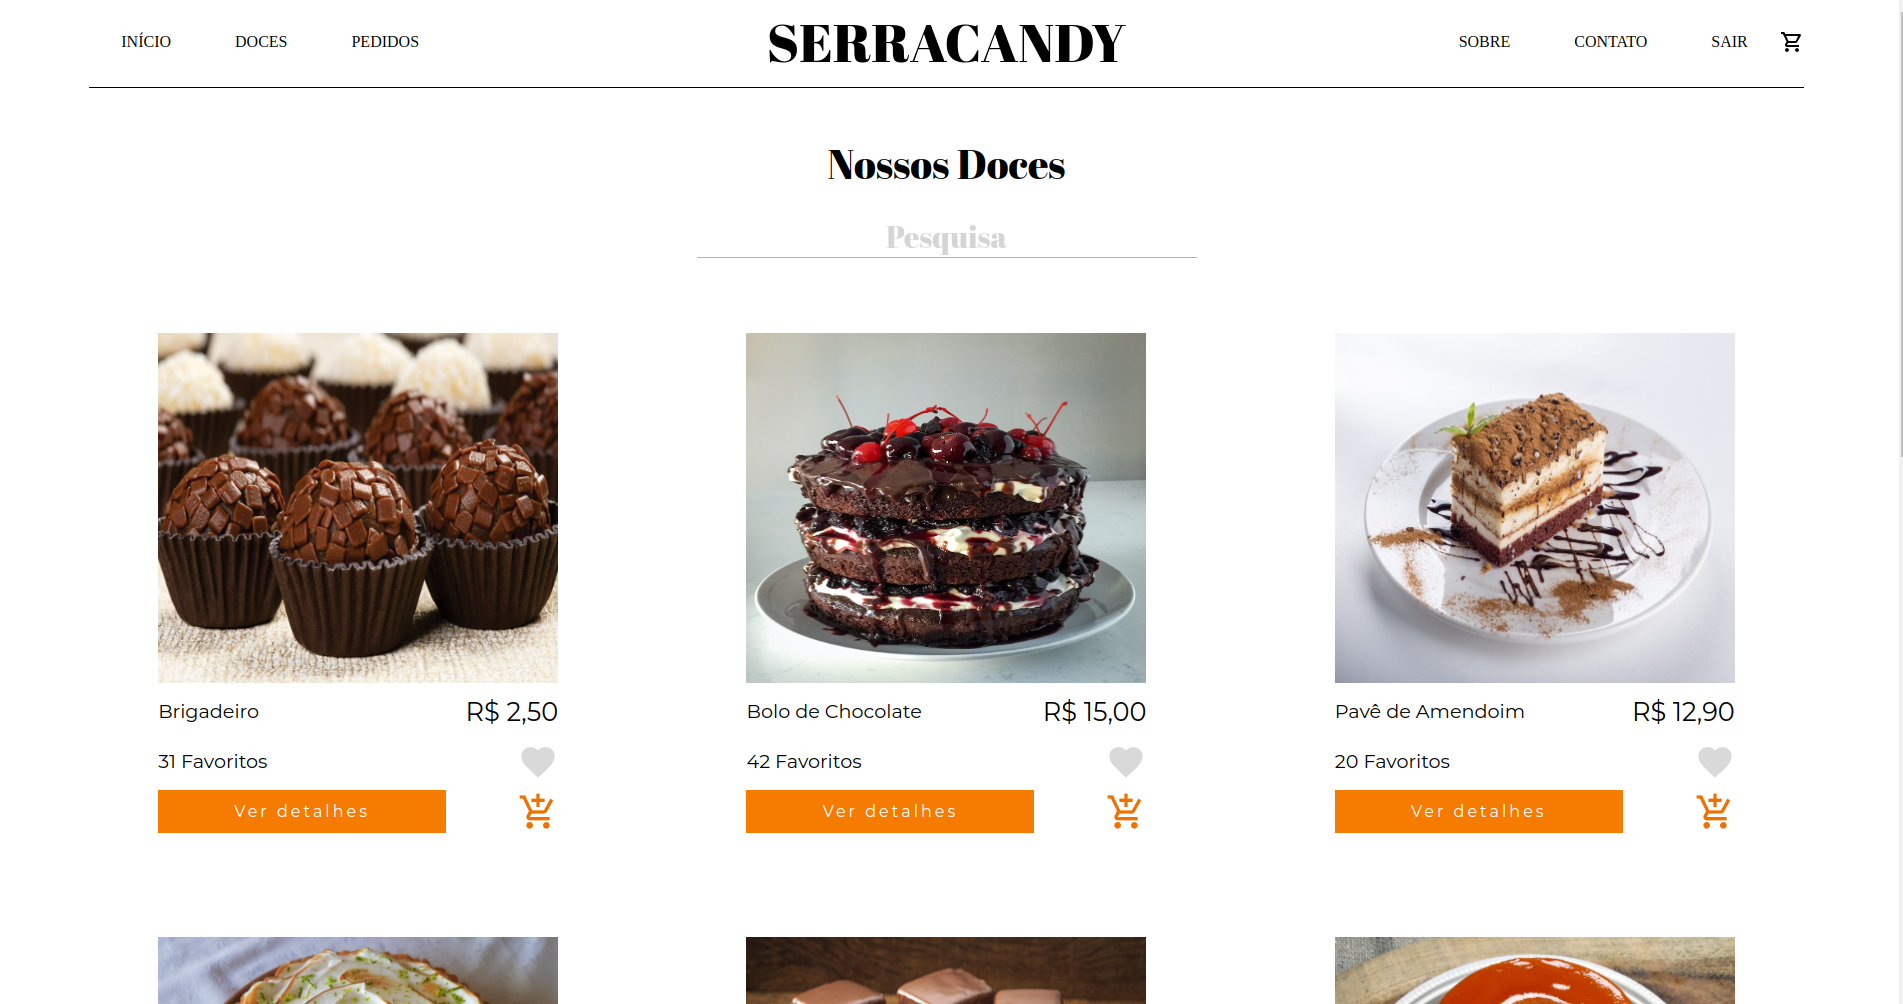 INÍCIO DOCES PEDIDOS SERRACANDY SOBRE CONTATO SAIR
Nossos Doces
Pesquisa
Brigadeiro R$ 2,50
31 Favoritos
Ver detalhes
Bolo de Chocolate R$ 15,00
42 Favoritos
Ver detalhes
Pavê de Amendoim R$ 12,90
20 Favoritos
Ver detalhes